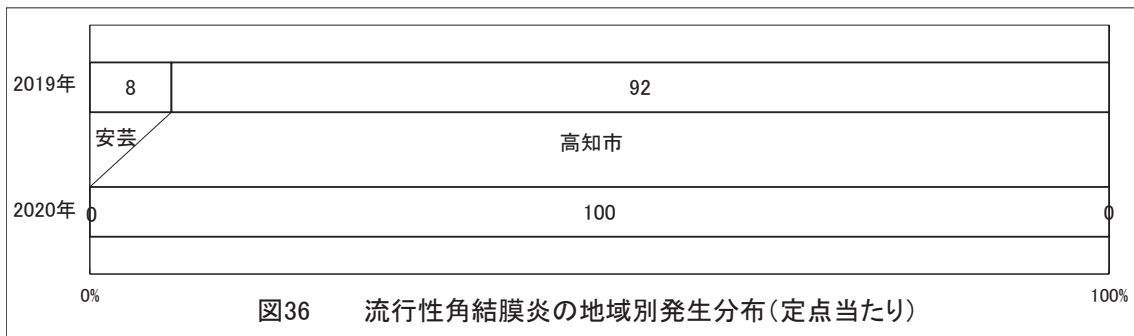 2019年 8 92
安芸 高知市
2020年 0 100 0
0% 100%
図36 流行性角結膜炎の地域別発生分布(定点当たり)